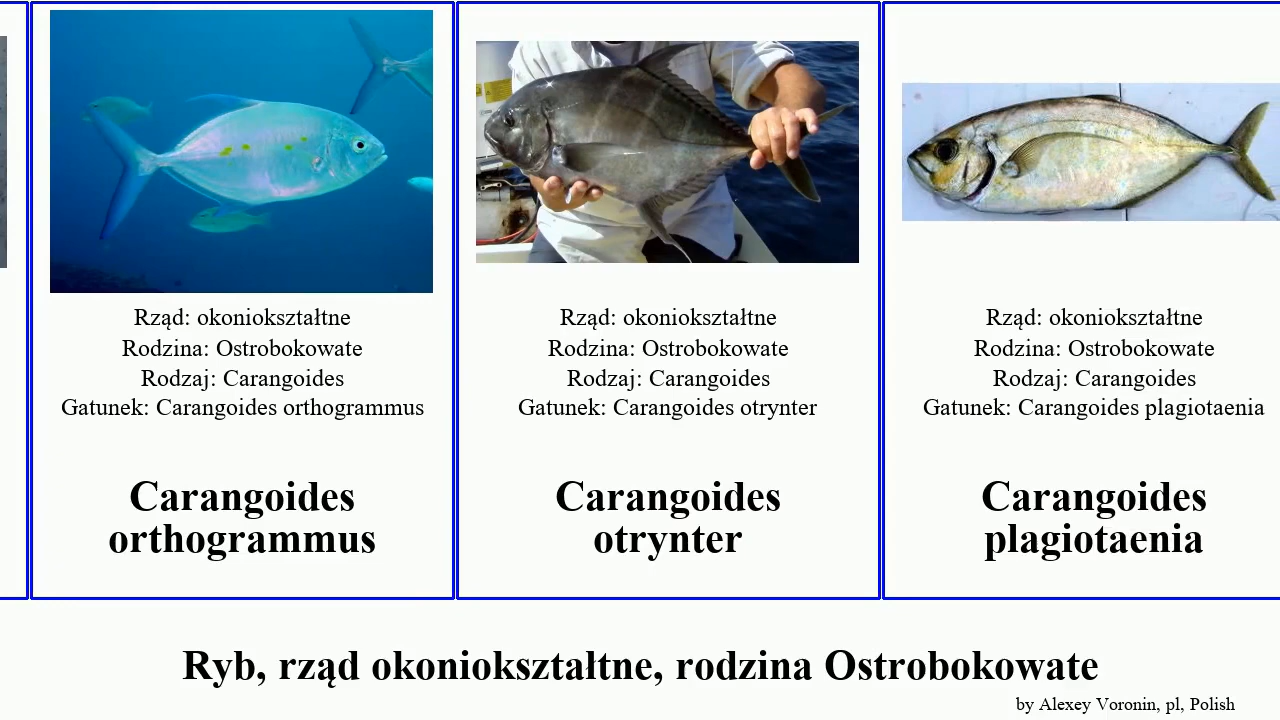 Rząd: okoniokształtne
Rodzina: Ostrobokowate
Rodzaj: Carangoides
Gatunek: Carangoides orthogrammus
Carangoides
orthogrammus
Rząd: okoniokształtne
Rodzina: Ostrobokowate
Rodzaj: Carangoides
Gatunek: Carangoides otrynter
Carangoides
otrynter
Rząd: okoniokształtne
Rodzina: Ostrobokowate
Rodzaj: Carangoides
Gatunek: Carangoides plagiotaenia
Carangoides
plagiotaenia
Ryb, rząd okoniokształtne, rodzina Ostrobokowate
by Alexey Voronin, pl, Polish